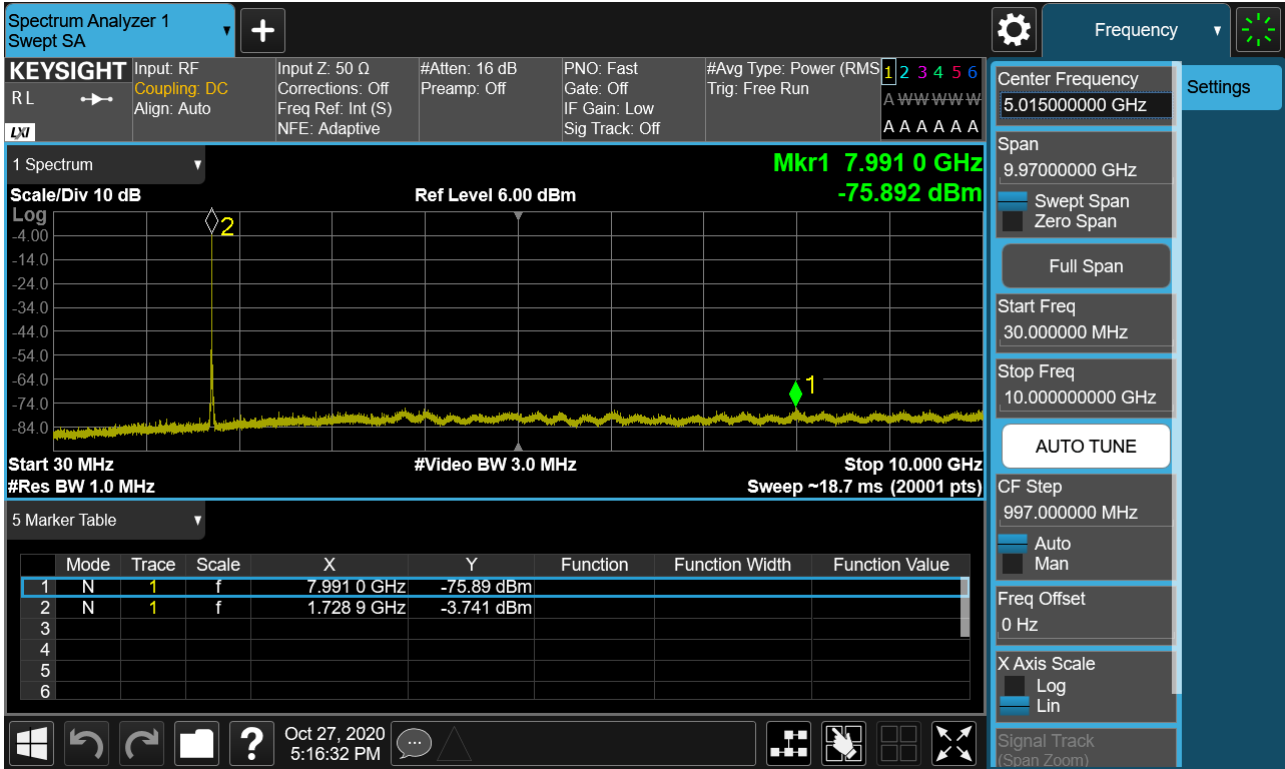 Spectrum Analyzer 1
Swept SA
+
Frequency
KEYSIGHT
R L
LXI
Input: RF
Coupling: DC
Align: Auto
Input Z: 50 Ω
Corrections: Off
Freq Ref: Int (S)
NFE: Adaptive
#Atten: 16 dB
Preamp: Off
PNO: Fast
Gate: Off
IF Gain: Low
Sig Track: Off
#Avg Type: Power (RMS
Trig: Free Run
1 2 3 4 5 6
A W W W W W
A A A A A A
1 Spectrum
Mkr1 7.991 0 GHz
-75.892 dBm
Scale/Div 10 dB
Ref Level 6.00 dBm
Log
-4.00
-14.0
-24.0
-34.0
-44.0
-54.0
-64.0
-74.0
-84.0
2
1
Start 30 MHz
#Video BW 3.0 MHz
Stop 10.000 GHz
#Res BW 1.0 MHz
Sweep ~18.7 ms (20001 pts)
5 Marker Table
Mode Trace Scale X Y Function Function Width Function Value
1 N 1 f 7.991 0 GHz -75.89 dBm
2 N 1 f 1.728 9 GHz -3.741 dBm
3
4
5
6
?
Oct 27, 2020
5:16:32 PM
Center Frequency
5.015000000 GHz
Settings
Span
9.97000000 GHz
Swept Span
Zero Span
Full Span
Start Freq
30.000000 MHz
Stop Freq
10.000000000 GHz
AUTO TUNE
CF Step
997.000000 MHz
Auto
Man
Freq Offset
0 Hz
X Axis Scale
Log
Lin
Signal Track
(Span Zoom)